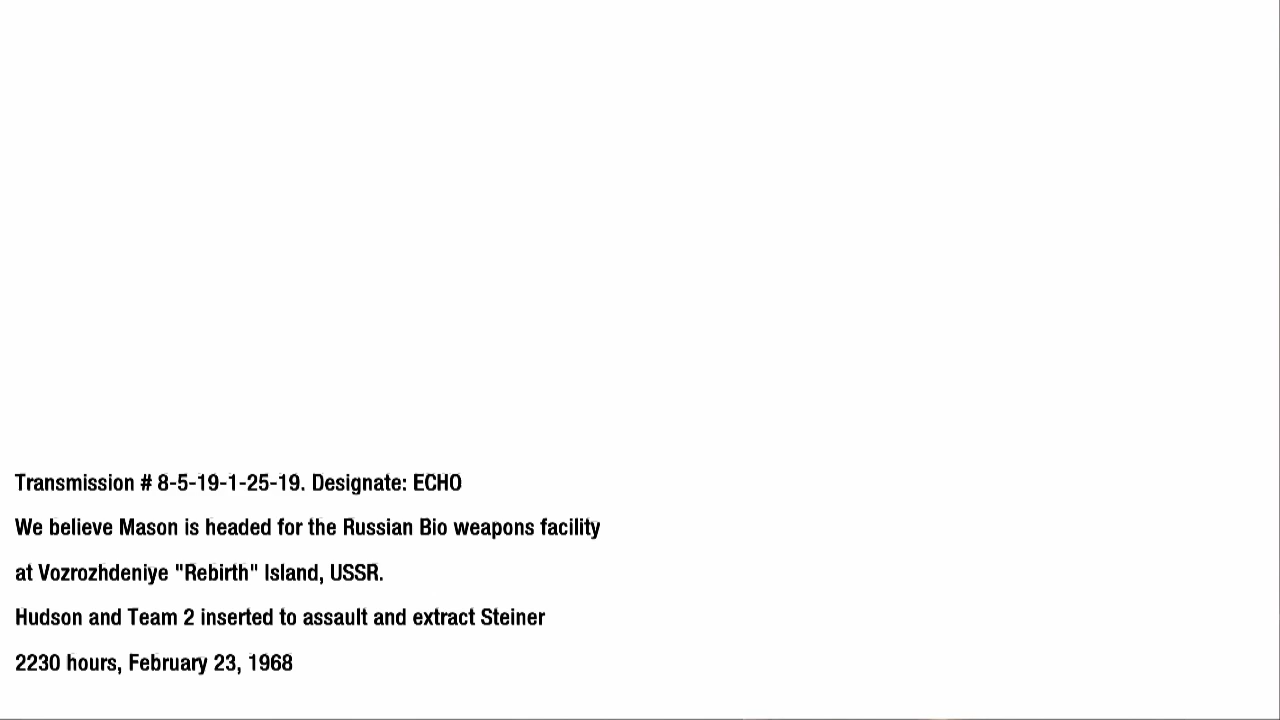 Transmission # 8-5-19-1-25-19. Designate: ECHO
We believe Mason is headed for the Russian Bio weapons facility
at Vozrozhdeniye "Rebirth" Island, USSR.
Hudson and Team 2 inserted to assault and extract Steiner
2230 hours, February 23, 1968